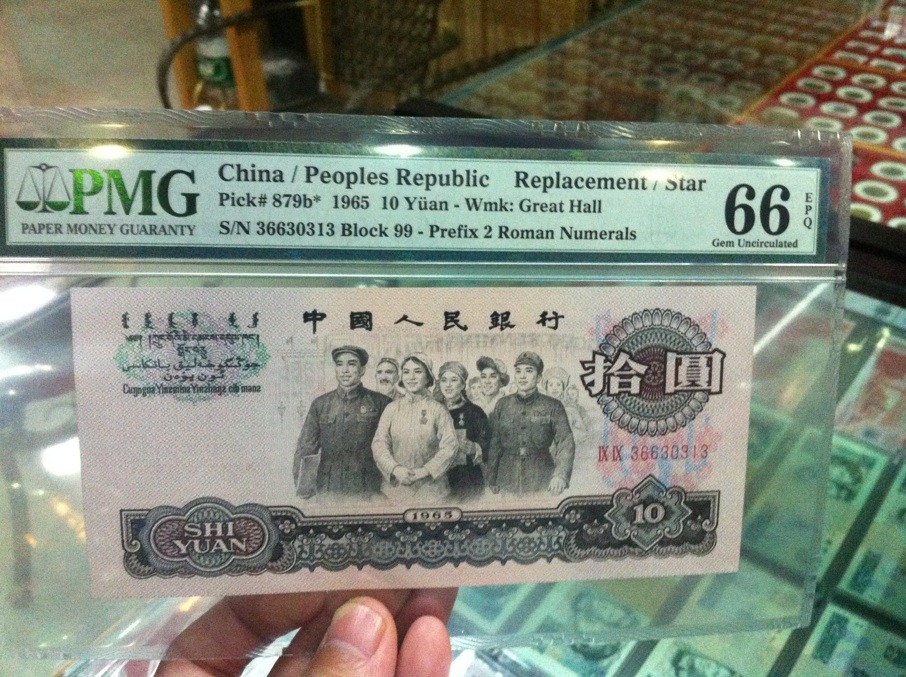 PMG
PAPER MONEY GUARANTY
China / Peoples Republic Replacement / Star
Pick# 879b* 1965 10 Yüan - Wmk: Great Hall
S/N 36630313 Block 99 - Prefix 2 Roman Numerals
66 EPQ
Gem Uncirculated
中國人民銀行
拾圓
IX IX 36630313
1965
SHI YUAN
10